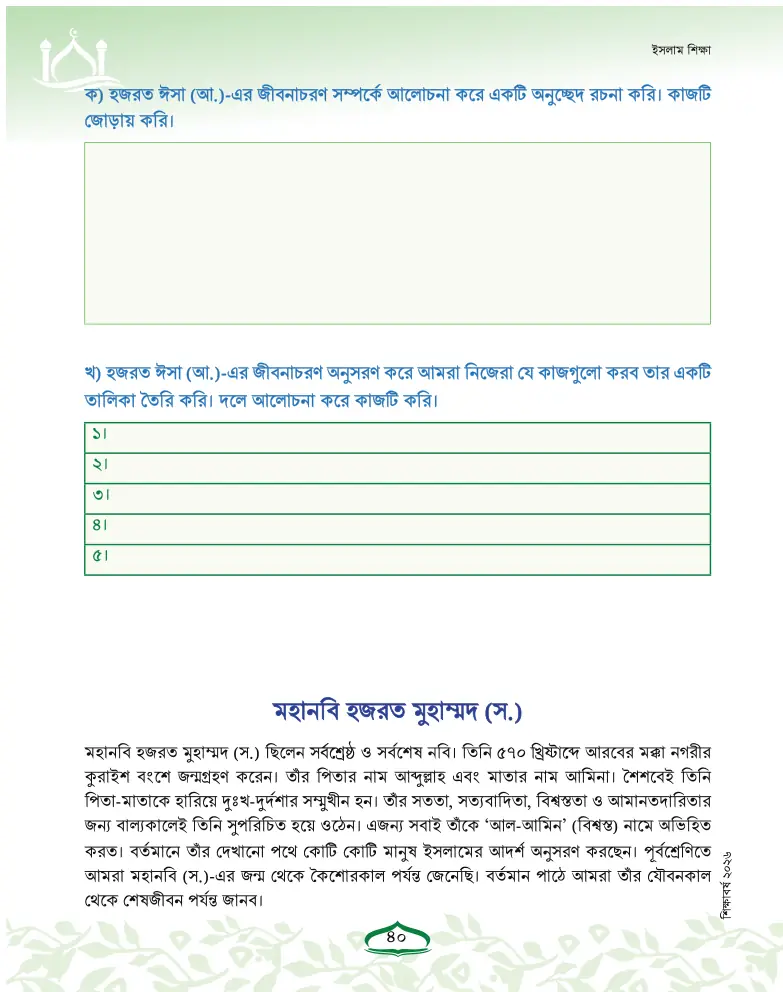 ইসলাম শিক্ষা
ক) হজরত ঈসা (আ.)-এর জীবনাচরণ সম্পর্কে আলোচনা করে একটি অনুচ্ছেদ রচনা করি। কাজটি
জোড়ায় করি।
খ) হজরত ঈসা (আ.)-এর জীবনাচরণ অনুসরণ করে আমরা নিজেরা যে কাজগুলো করব তার একটি
তালিকা তৈরি করি। দলে আলোচনা করে কাজটি করি।
১।
২।
৩।
৪।
৫।
মহানবি হজরত মুহাম্মদ (স.)
মহানবি হজরত মুহাম্মদ (স.) ছিলেন সর্বশ্রেষ্ঠ ও সর্বশেষ নবি। তিনি ৫৭০ খ্রিষ্টাব্দে আরবের মক্কা নগরীর
কুরাইশ বংশে জন্মগ্রহণ করেন। তাঁর পিতার নাম আব্দুল্লাহ এবং মাতার নাম আমিনা। শৈশবেই তিনি
পিতা-মাতাকে হারিয়ে দুঃখ-দুর্দশার সম্মুখীন হন। তাঁর সততা, সত্যবাদিতা, বিশ্বস্ততা ও আমানতদারিতার
জন্য বাল্যকালেই তিনি সুপরিচিত হয়ে ওঠেন। এজন্য সবাই তাঁকে ‘আল-আমিন’ (বিশ্বস্ত) নামে অভিহিত
করত। বর্তমানে তাঁর দেখানো পথে কোটি কোটি মানুষ ইসলামের আদর্শ অনুসরণ করছেন। পূর্বশ্রেণিতে
আমরা মহানবি (স.)-এর জন্ম থেকে কৈশোরকাল পর্যন্ত জেনেছি। বর্তমান পাঠে আমরা তাঁর যৌবনকাল
থেকে শেষজীবন পর্যন্ত জানব।
শিক্ষাবর্ষ ২০২৬
৪০